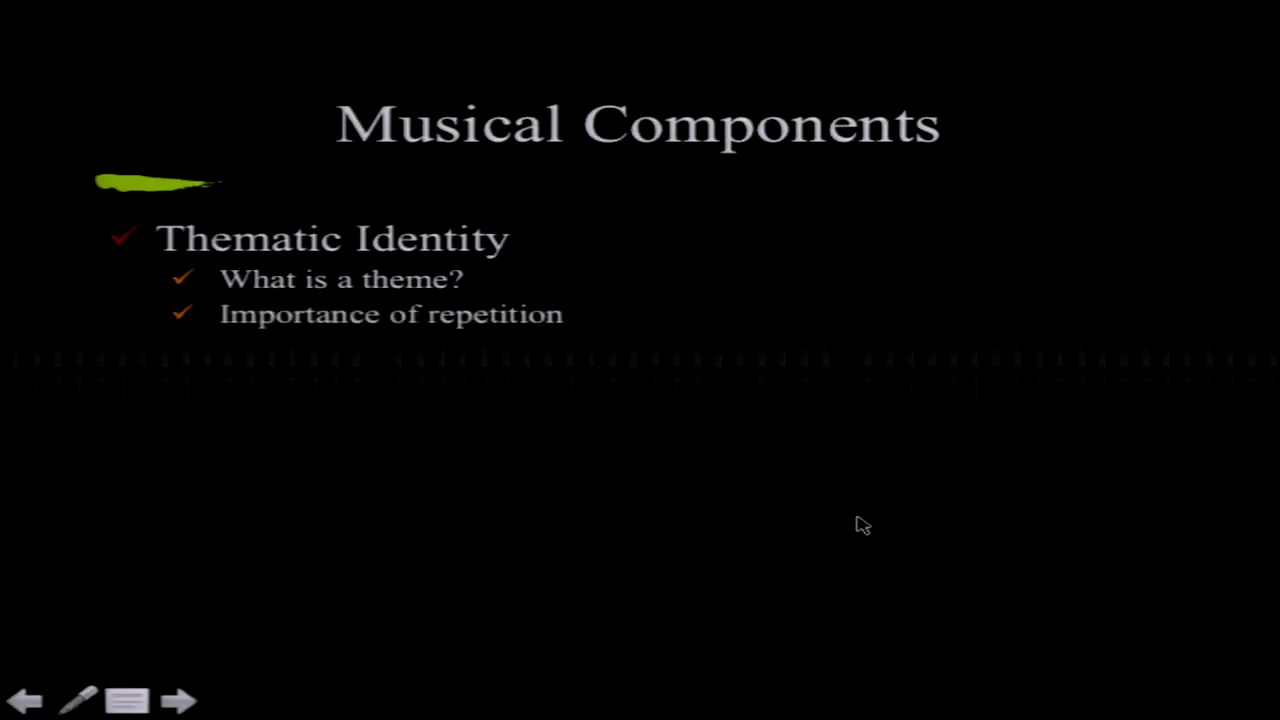 Musical Components
Thematic Identity
What is a theme?
Importance of repetition